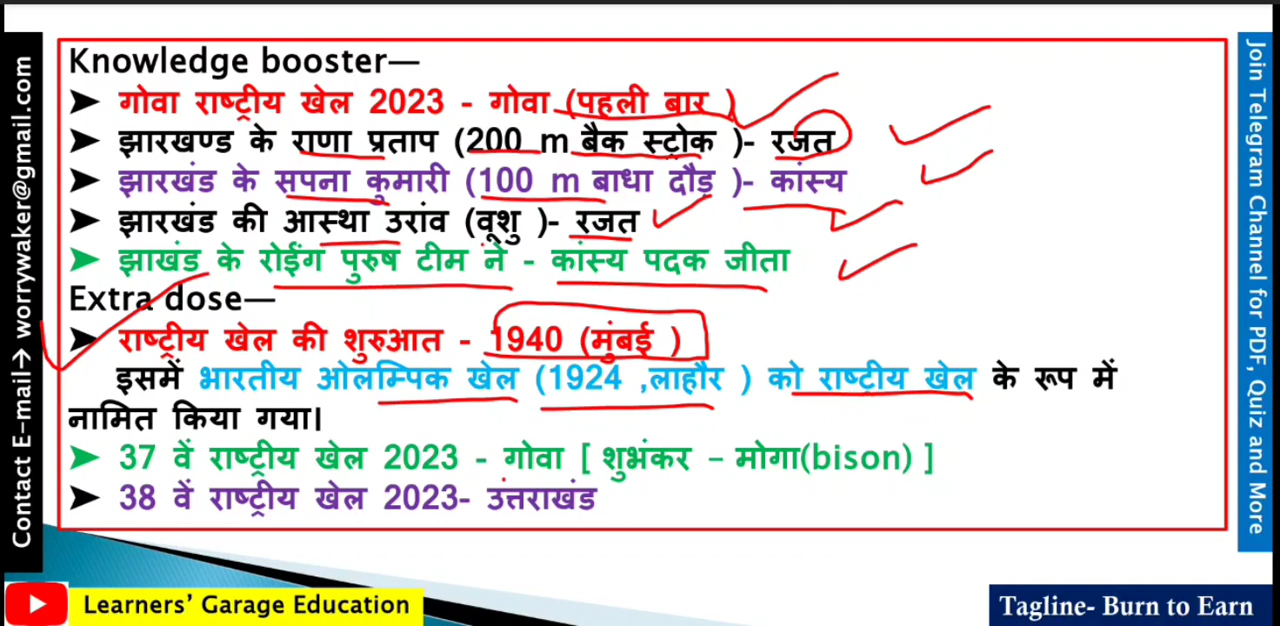 Knowledge booster—
➤ गोवा राष्ट्रीय खेल 2023 - गोवा (पहली बार )
➤ झारखण्ड के राणा प्रताप (200 m बैक स्ट्रोक )- रजत
➤ झारखंड के सपना कुमारी (100 m बाधा दौड़ )- कांस्य
➤ झारखंड की आस्था उरांव (वूशु )- रजत
➤ झाखंड के रोईंग पुरुष टीम ने - कांस्य पदक जीता
Extra dose—
➤ राष्ट्रीय खेल की शुरुआत - 1940 (मुंबई )
इसमें भारतीय ओलम्पिक खेल (1924 ,लाहौर ) को राष्टीय खेल के रूप में
नामित किया गया।
➤ 37 वें राष्ट्रीय खेल 2023 - गोवा [ शुभंकर – मोगा(bison) ]
➤ 38 वें राष्ट्रीय खेल 2023- उंत्तराखंड
Contact E-mail→ worrywaker@gmail.com
Join Telegram Channel for PDF, Quiz and More
Learners’ Garage Education
Tagline- Burn to Earn